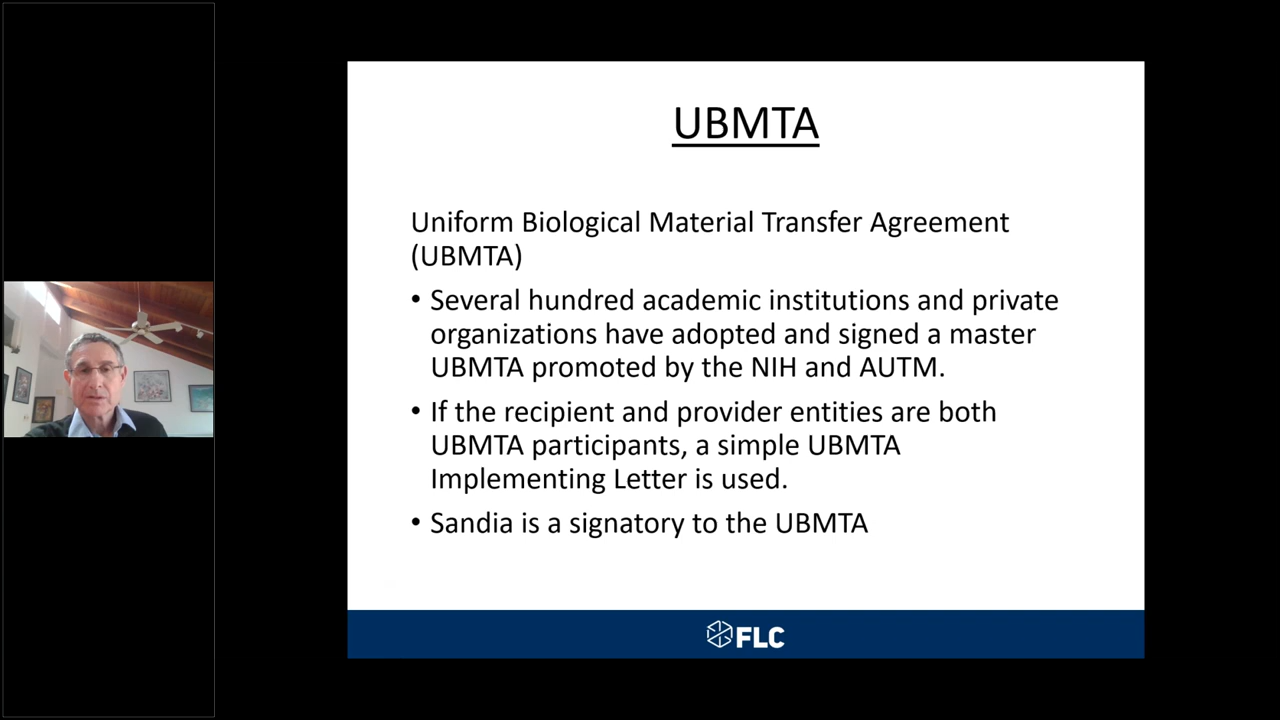 UBMTA
Uniform Biological Material Transfer Agreement
(UBMTA)
• Several hundred academic institutions and private
organizations have adopted and signed a master
UBMTA promoted by the NIH and AUTM.
• If the recipient and provider entities are both
UBMTA participants, a simple UBMTA
Implementing Letter is used.
• Sandia is a signatory to the UBMTA
FLC